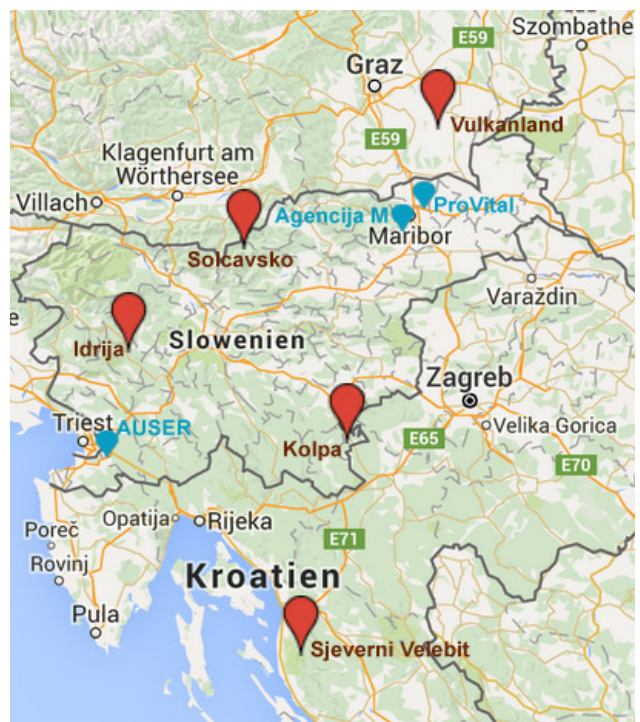 Szombathe
E59
Graz
Vulkanland
E59
Klagenfurt am
Wörthersee
Villach
ProVital
Agencija M
Maribor
Solcavsko
Varaždin
e
Idrija
Slowenien
Zagreb
Triest
AUSER
Kolpa
E65
Velika Gorica
E70
Opatija
Rijeka
Poreč
E71
Rovinj
Kroatien
Pula
Sjeverni Velebit